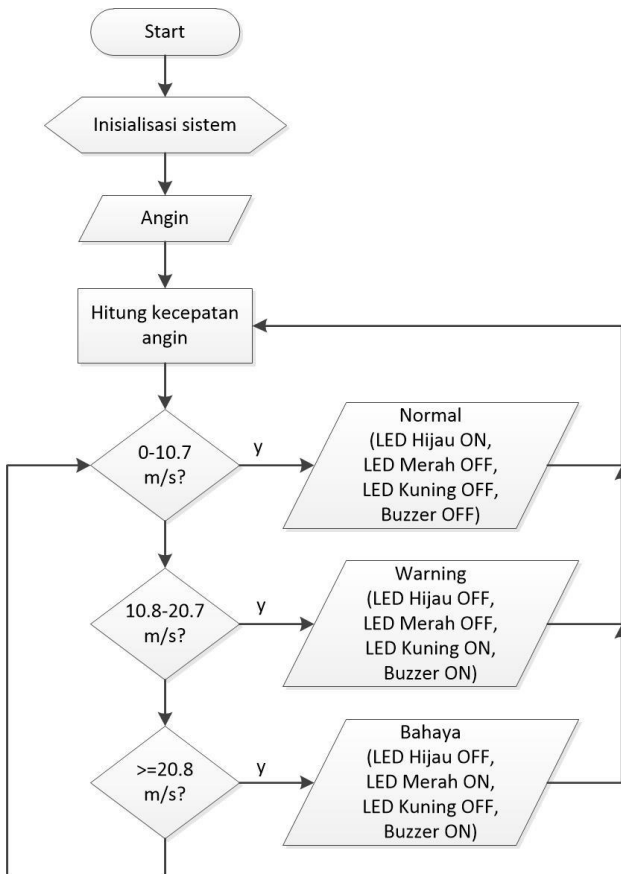 Start
Inisialisasi sistem
Angin
Hitung kecepatan
angin
0-10.7
m/s?
y
Normal
(LED Hijau ON,
LED Merah OFF,
LED Kuning OFF,
Buzzer OFF)
10.8-20.7
m/s?
y
Warning
(LED Hijau OFF,
LED Merah OFF,
LED Kuning ON,
Buzzer ON)
>=20.8
m/s?
y
Bahaya
(LED Hijau OFF,
LED Merah ON,
LED Kuning OFF,
Buzzer ON)